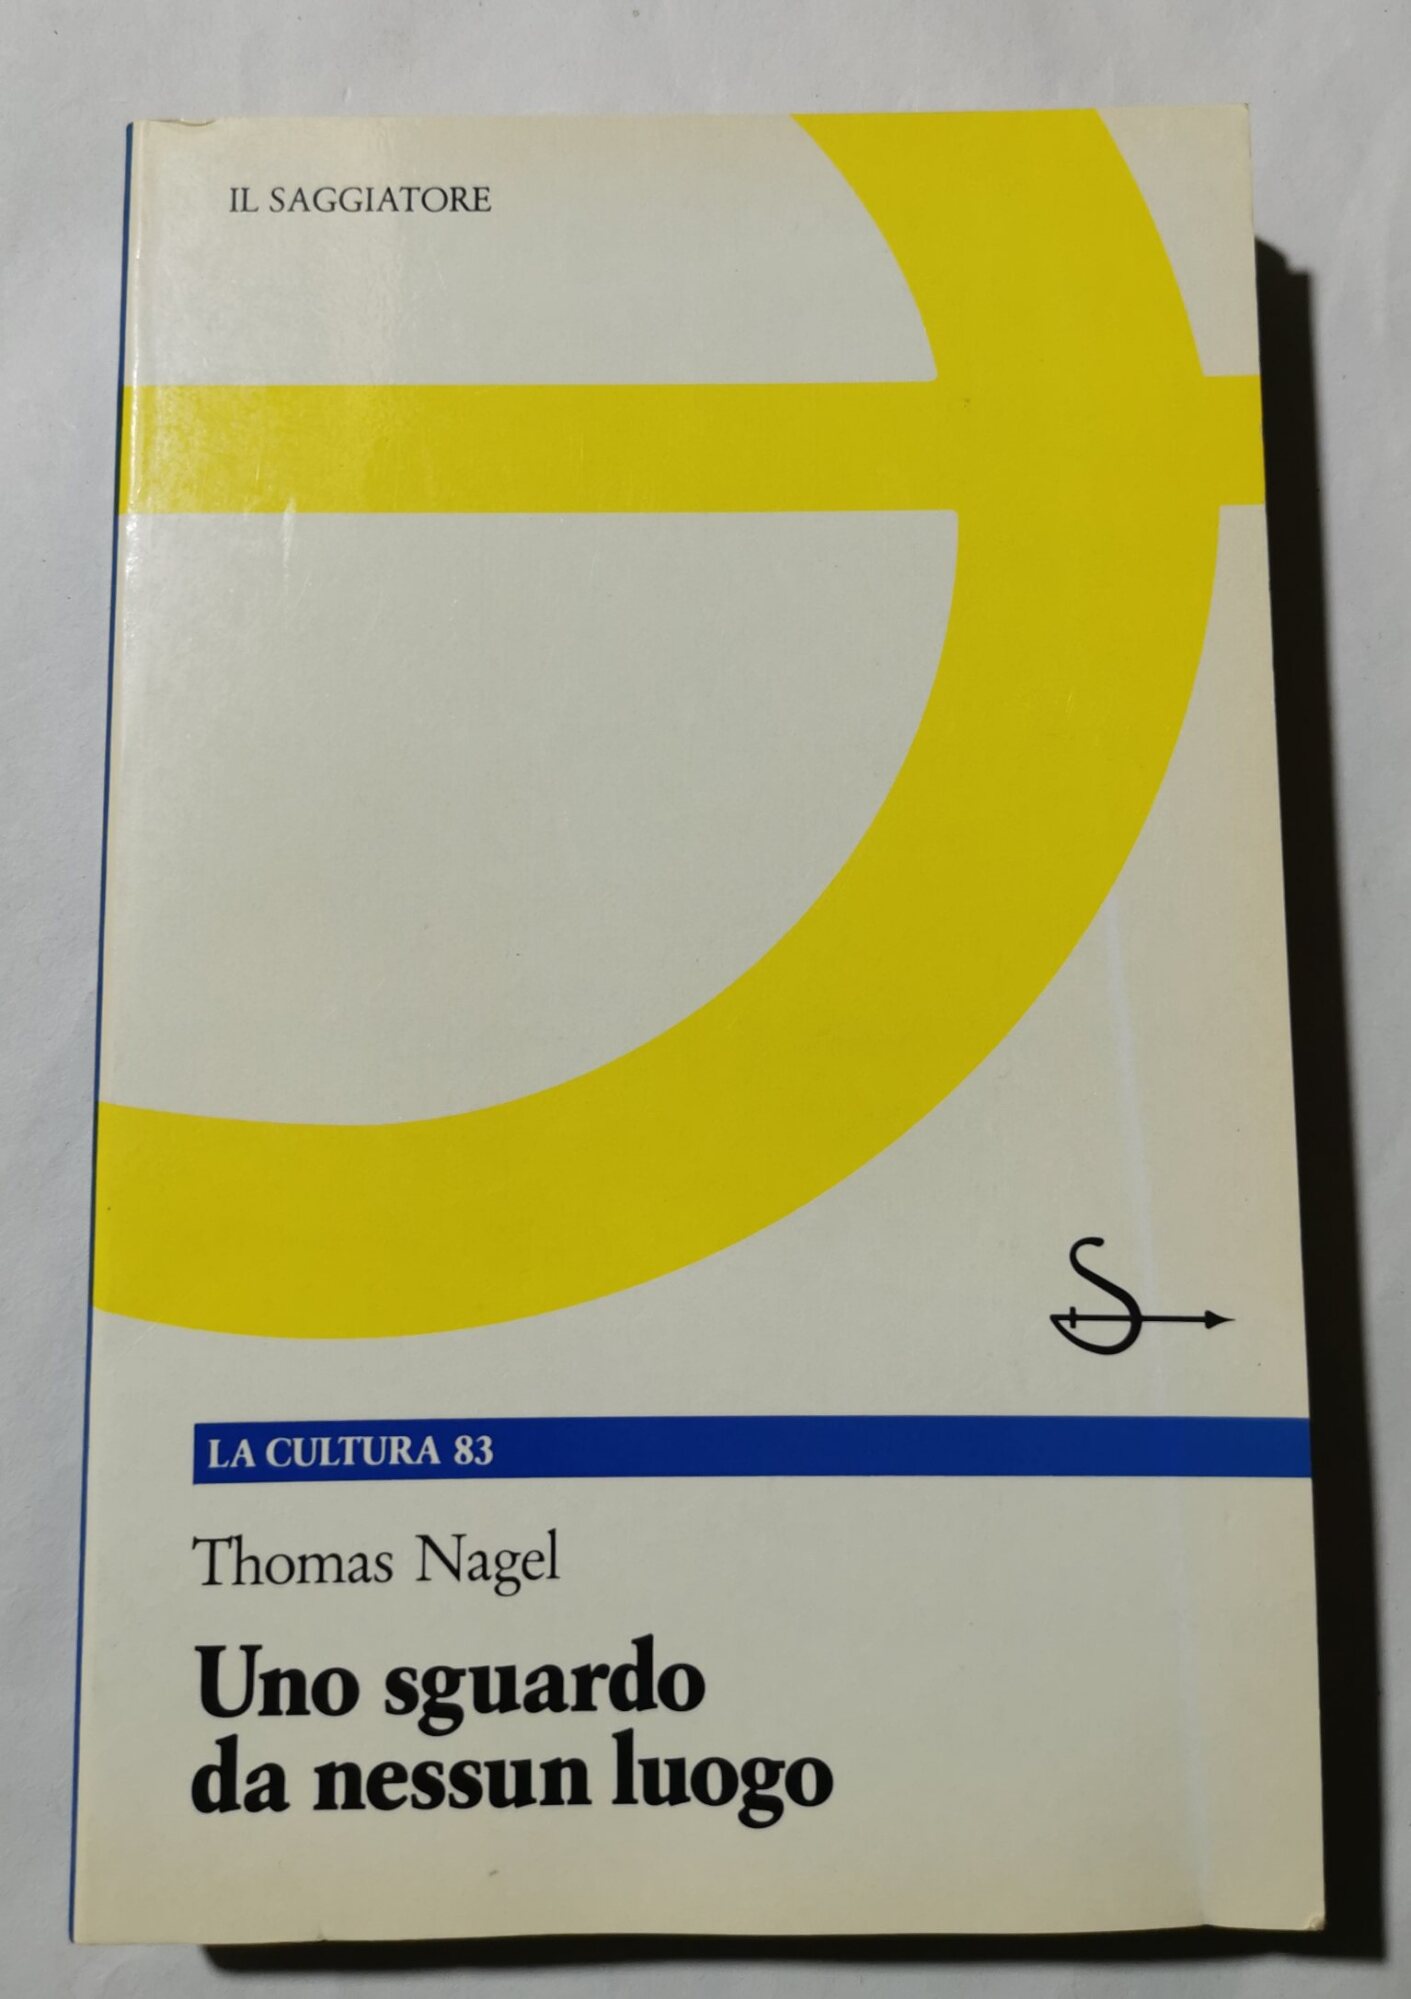 IL SAGGIATORE
LA CULTURA 83
Thomas Nagel
Uno sguardo
da nessun luogo